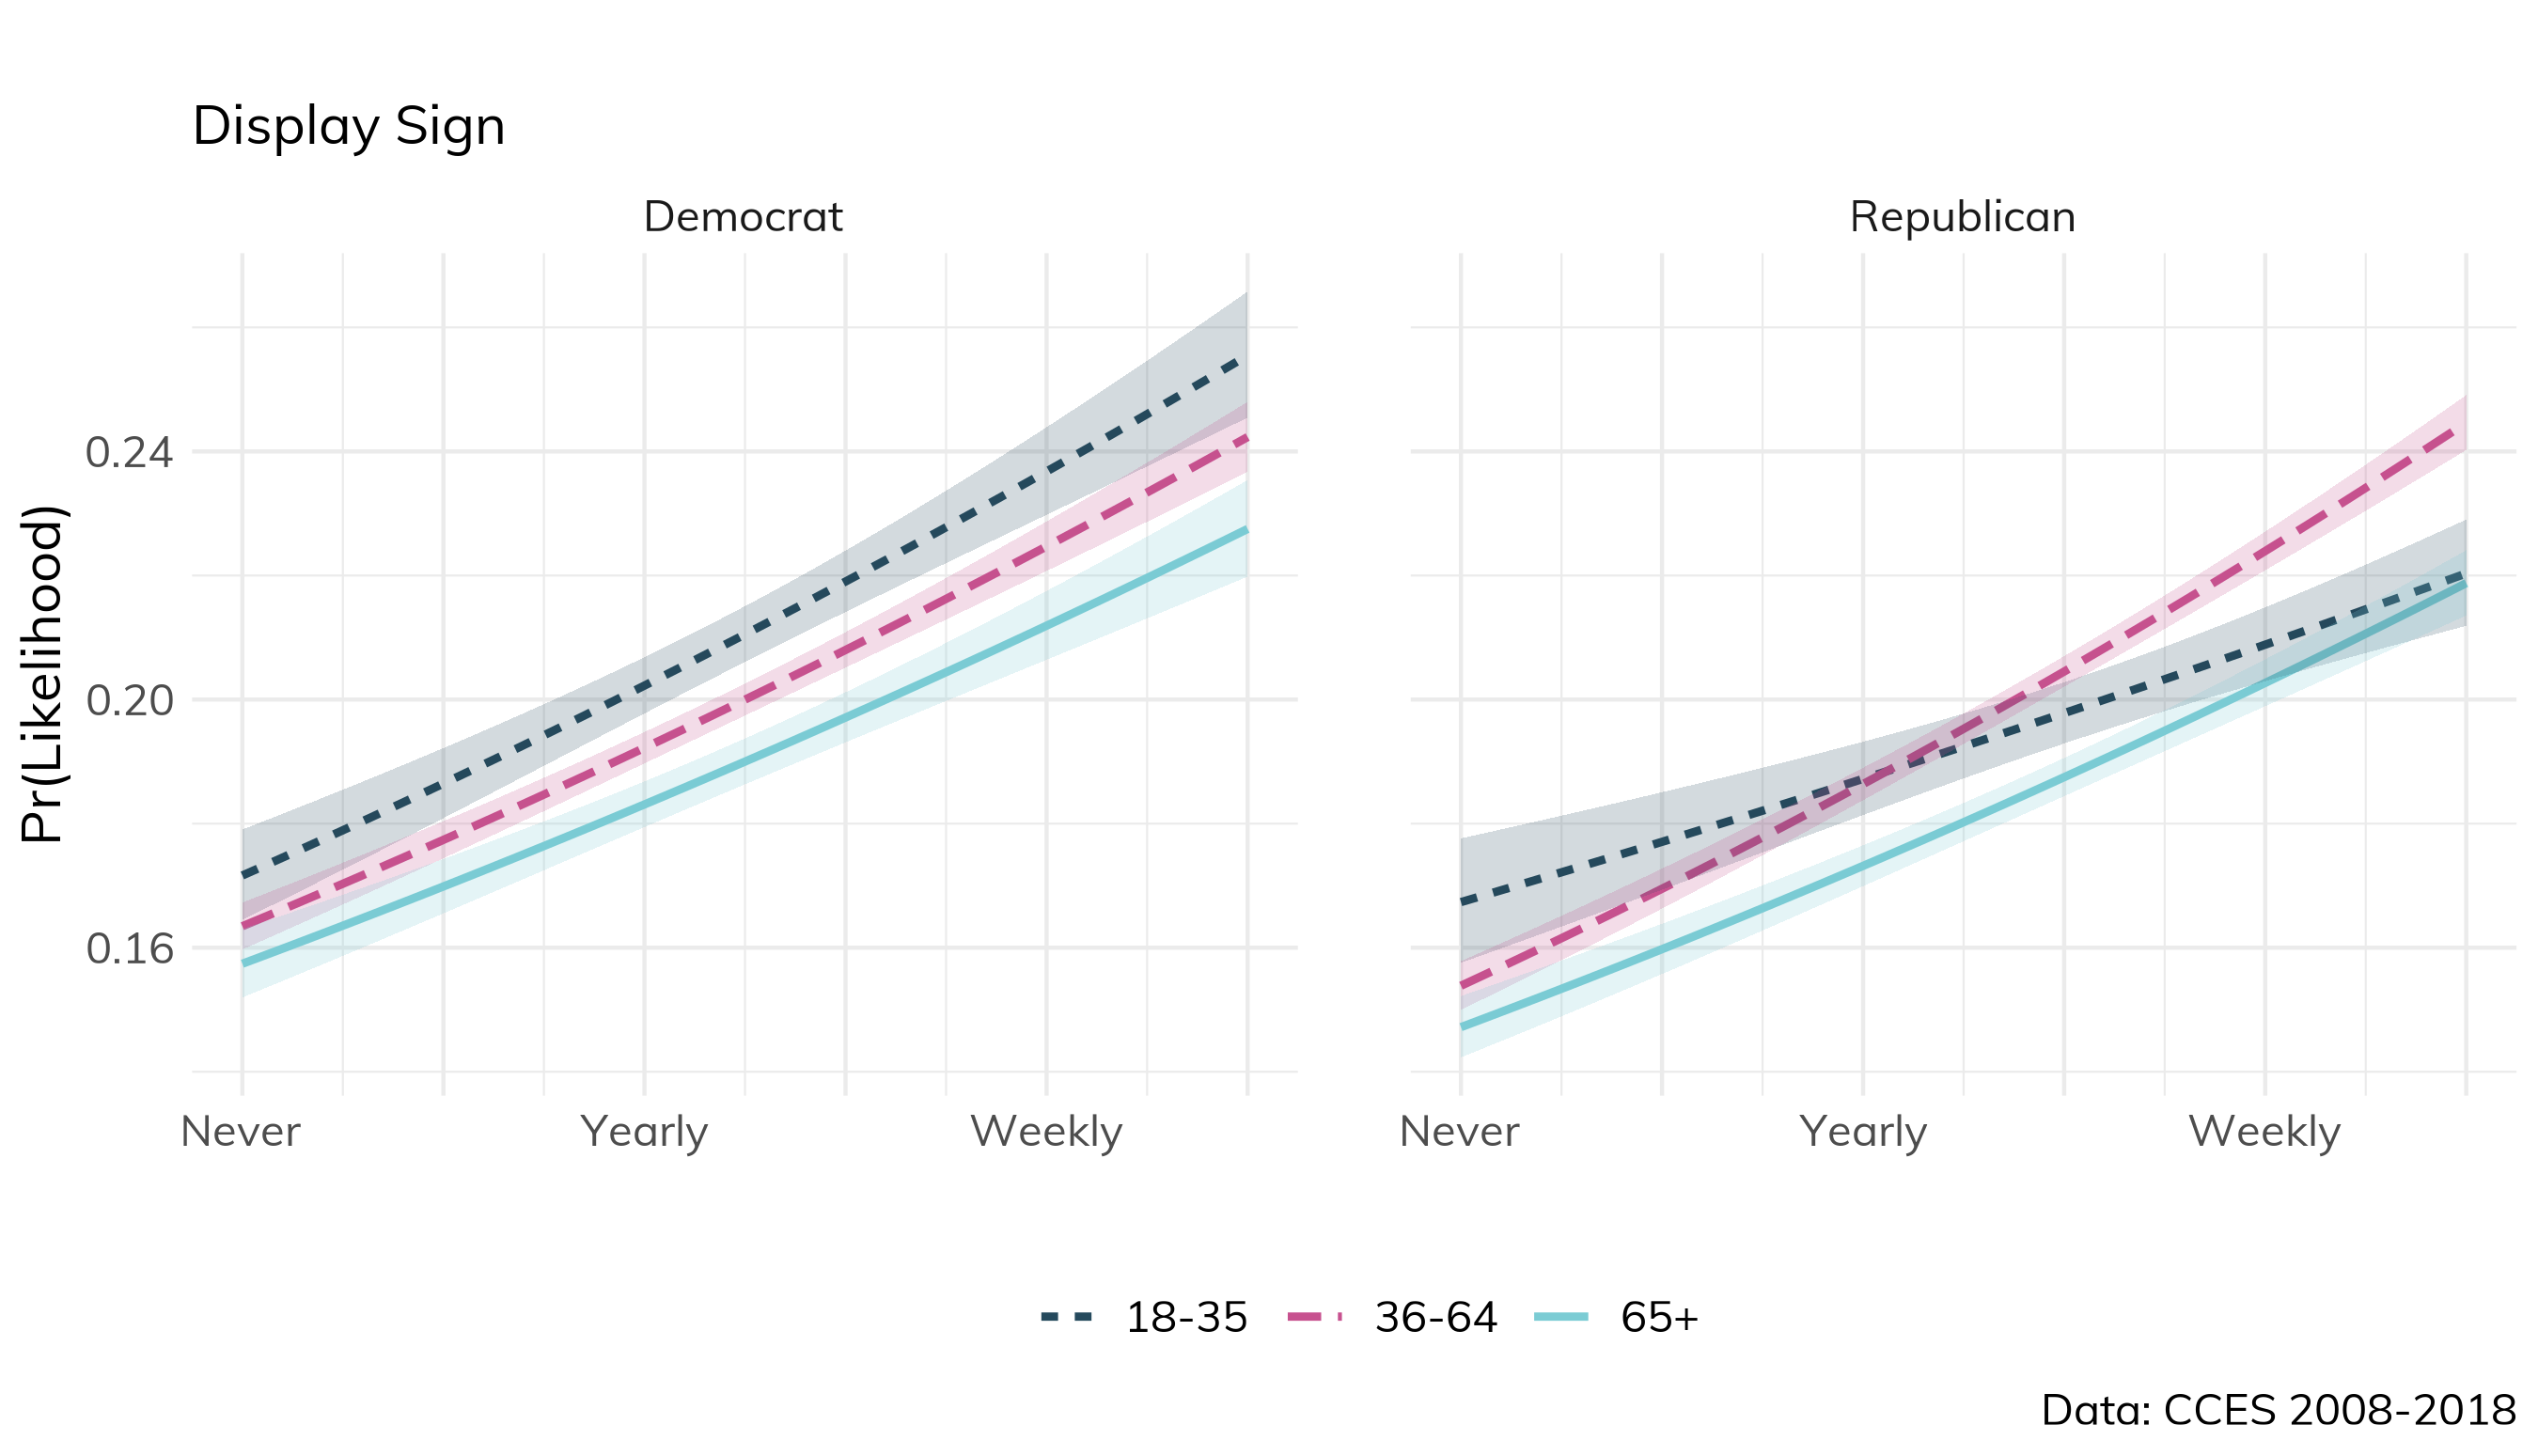 Display Sign
Democrat
Republican
Pr(Likelihood)
0.24
0.20
0.16
Never
Yearly
Weekly
Never
Yearly
Weekly
18-35
36-64
65+
Data: CCES 2008-2018